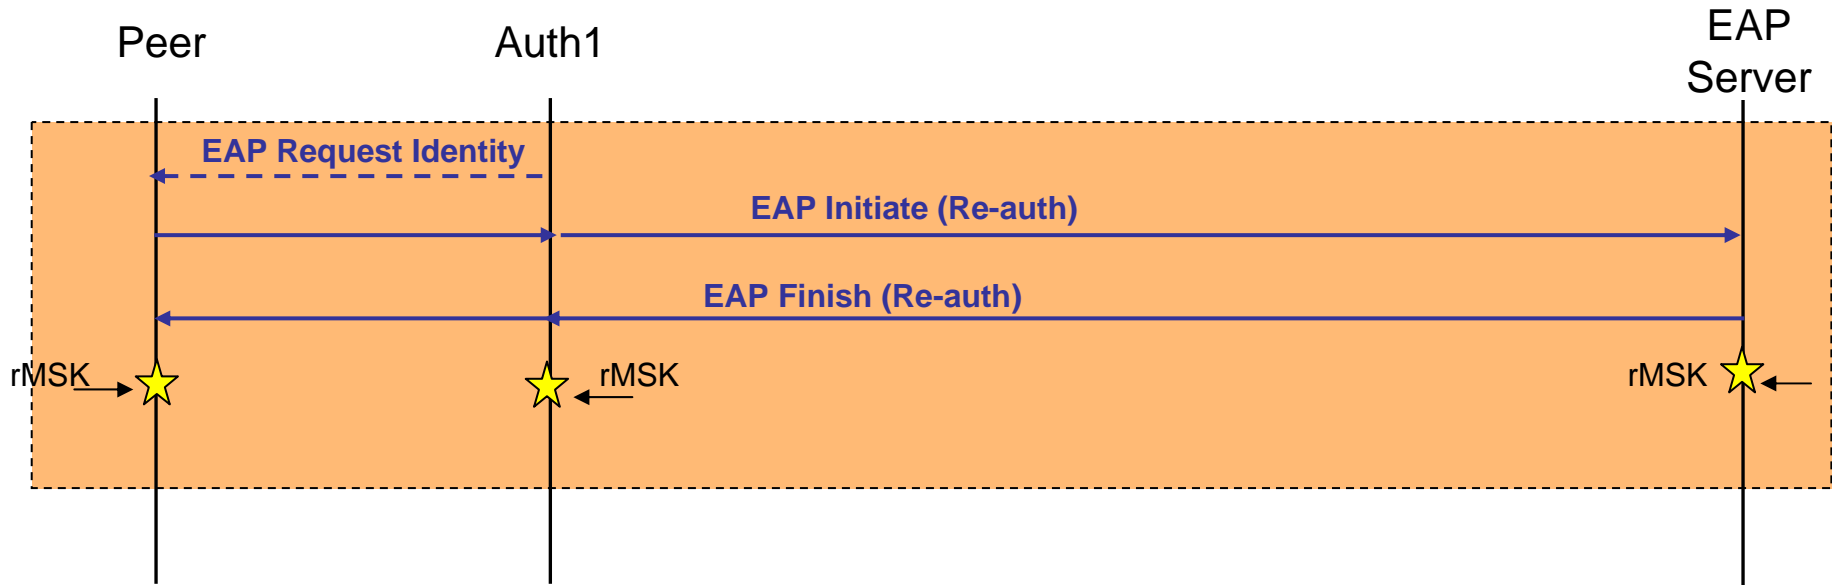 Peer
Auth1
EAP
Server
EAP Request Identity
EAP Initiate (Re-auth)
EAP Finish (Re-auth)
rMSK
rMSK
rMSK